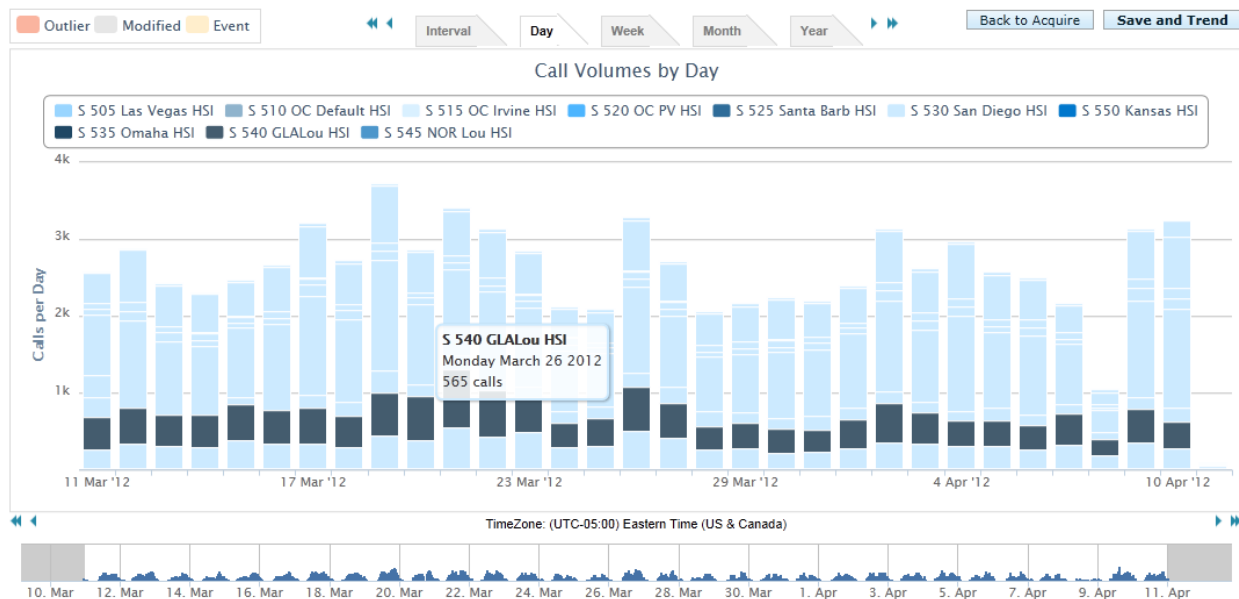 Outlier Modified Event
Interval Day Week Month Year
Back to Acquire Save and Trend
Call Volumes by Day
S 505 Las Vegas HSI S 510 OC Default HSI S 515 OC Irvine HSI S 520 OC PV HSI S 525 Santa Barb HSI S 530 San Diego HSI S 550 Kansas HSI
S 535 Omaha HSI S 540 GLALou HSI S 545 NOR Lou HSI
4k
3k
2k
1k
Calls per Day
S 540 GLALou HSI
Monday March 26 2012
565 calls
11 Mar '12 17 Mar '12 23 Mar '12 29 Mar '12 4 Apr '12 10 Apr '12
TimeZone: (UTC-05:00) Eastern Time (US & Canada)
10. Mar 12. Mar 14. Mar 16. Mar 18. Mar 20. Mar 22. Mar 24. Mar 26. Mar 28. Mar 30. Mar 1. Apr 3. Apr 5. Apr 7. Apr 9. Apr 11. Apr